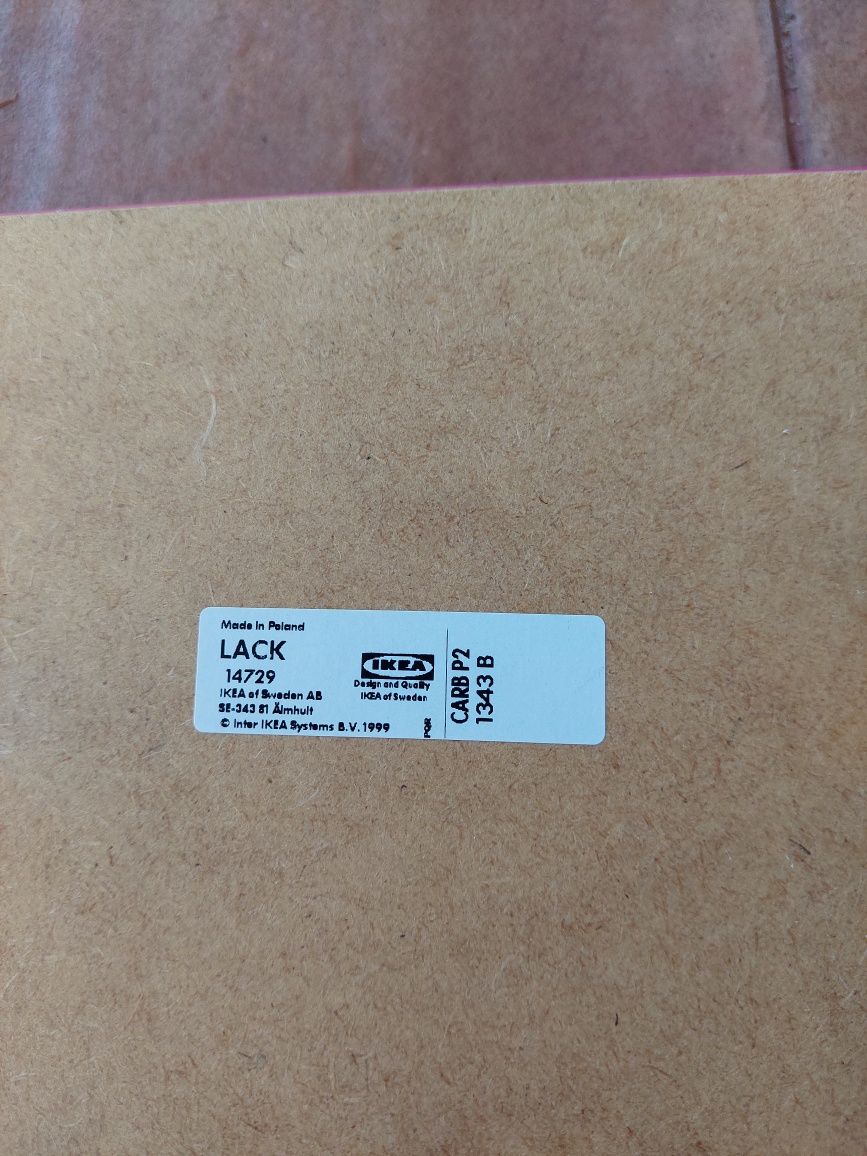 Made in Poland
LACK
14729
IKEA of Sweden AB
SE-343 81 Älmhult
© Inter IKEA Systems B.V. 1999
IKEA
Design and Quality
IKEA of Sweden
PQR
CARB P2
1343 B